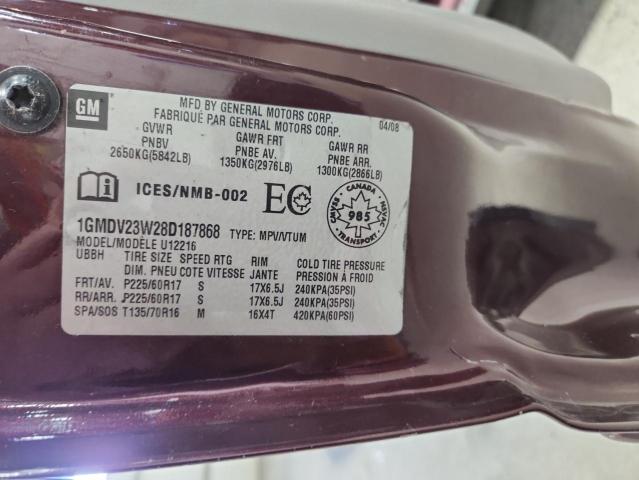 GM
MFD BY GENERAL MOTORS CORP.
FABRIQUÉ PAR GENERAL MOTORS CORP.
04/08
GVWR GAWR FRT GAWR RR
PNBV PNBE AV. PNBE ARR.
2650KG(5842LB) 1350KG(2976LB) 1300KG(2866LB)
i ICES/NMB-002 EC
CANADA
CMVSS NSVAC
985
TRANSPORT
1GMDV23W28D187868 TYPE: MPV/VTUM
MODEL/MODÈLE U12216
UBBH TIRE SIZE SPEED RTG RIM COLD TIRE PRESSURE
DIM. PNEU COTE VITESSE JANTE PRESSION À FROID
FRT/AV. P225/60R17 S 17X6.5J 240KPA(35PSI)
RR/ARR. P225/60R17 S 17X6.5J 240KPA(35PSI)
SPA/SOS T135/70R16 M 16X4T 420KPA(60PSI)